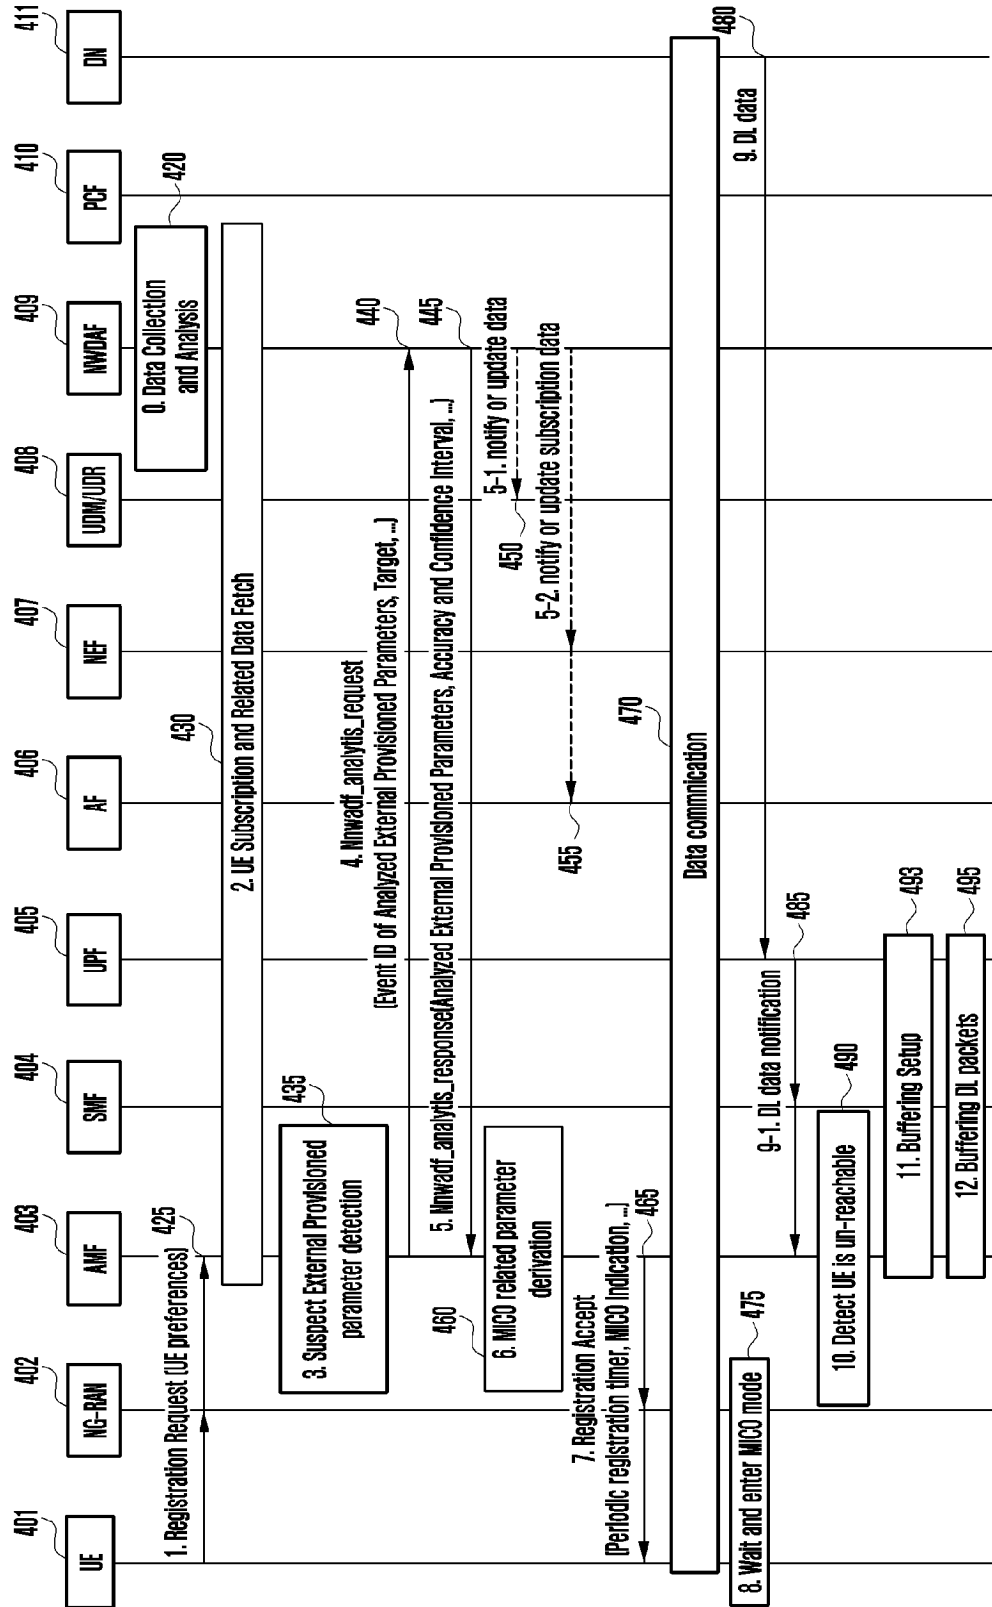 401
402
403
404
405
406
407
408
409
410
411
UE
NG-RAN
AMF
SMF
UPF
AF
NEF
UDM/UDR
NWDAF
PCF
DN
0. Data Collection
and Analysis
420
1. Registration Request (UE preferences)
425
2. UE Subscription and Related Data Fetch
430
3. Suspect External Provisioned
parameter detection
435
4. Nnwadf_analytis_request
(Event ID of Analyzed External Provisioned Parameters, Target, ...)
440
5. Nnwadf_analytis_response(Analyzed External Provisioned Parameters, Accuracy and Confidence Interval, ...)
445
5-1. notify or update data
450
5-2. notify or update subscription data
455
6. MICO related parameter
derivation
460
7. Registration Accept
(Periodic registration timer, MICO Indication, ...)
465
Data commnication
470
8. Wait and enter MICO mode
475
9. DL data
480
9-1. DL data notification
485
10. Detect UE is un-reachable
490
11. Buffering Setup
493
12. Buffering DL packets
495